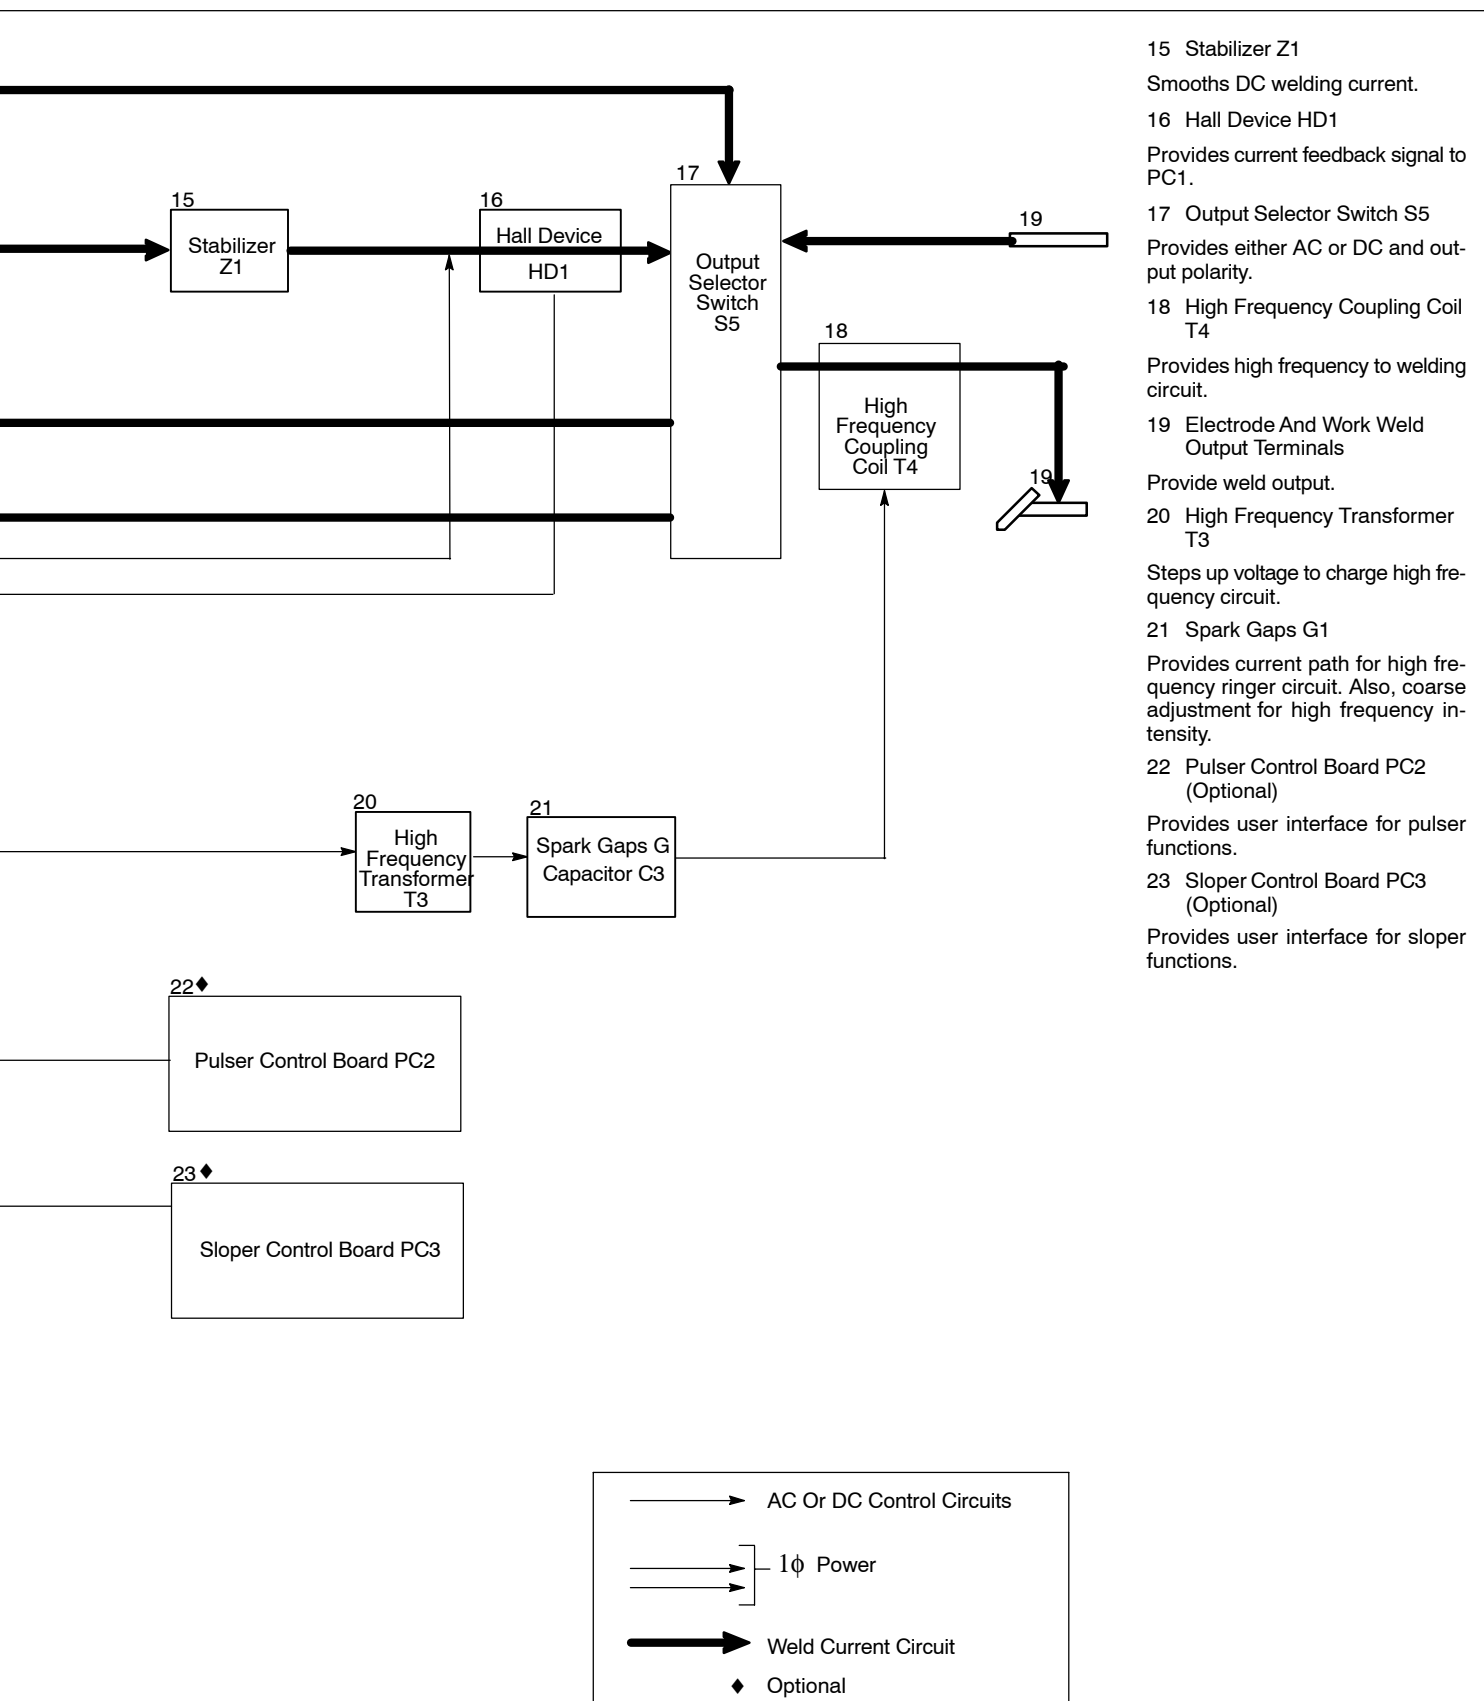 15
Stabilizer
Z1
16
Hall Device
HD1
17
Output
Selector
Switch
S5
19
18
High
Frequency
Coupling
Coil T4
19
20
High
Frequency
Transformer
T3
21
Spark Gaps G
Capacitor C3
22♦
Pulser Control Board PC2
23♦
Sloper Control Board PC3
AC Or DC Control Circuits
1ϕ Power
Weld Current Circuit
♦ Optional
15 Stabilizer Z1
Smooths DC welding current.
16 Hall Device HD1
Provides current feedback signal to
PC1.
17 Output Selector Switch S5
Provides either AC or DC and out-
put polarity.
18 High Frequency Coupling Coil
T4
Provides high frequency to welding
circuit.
19 Electrode And Work Weld
Output Terminals
Provide weld output.
20 High Frequency Transformer
T3
Steps up voltage to charge high fre-
quency circuit.
21 Spark Gaps G1
Provides current path for high fre-
quency ringer circuit. Also, coarse
adjustment for high frequency in-
tensity.
22 Pulser Control Board PC2
(Optional)
Provides user interface for pulser
functions.
23 Sloper Control Board PC3
(Optional)
Provides user interface for sloper
functions.